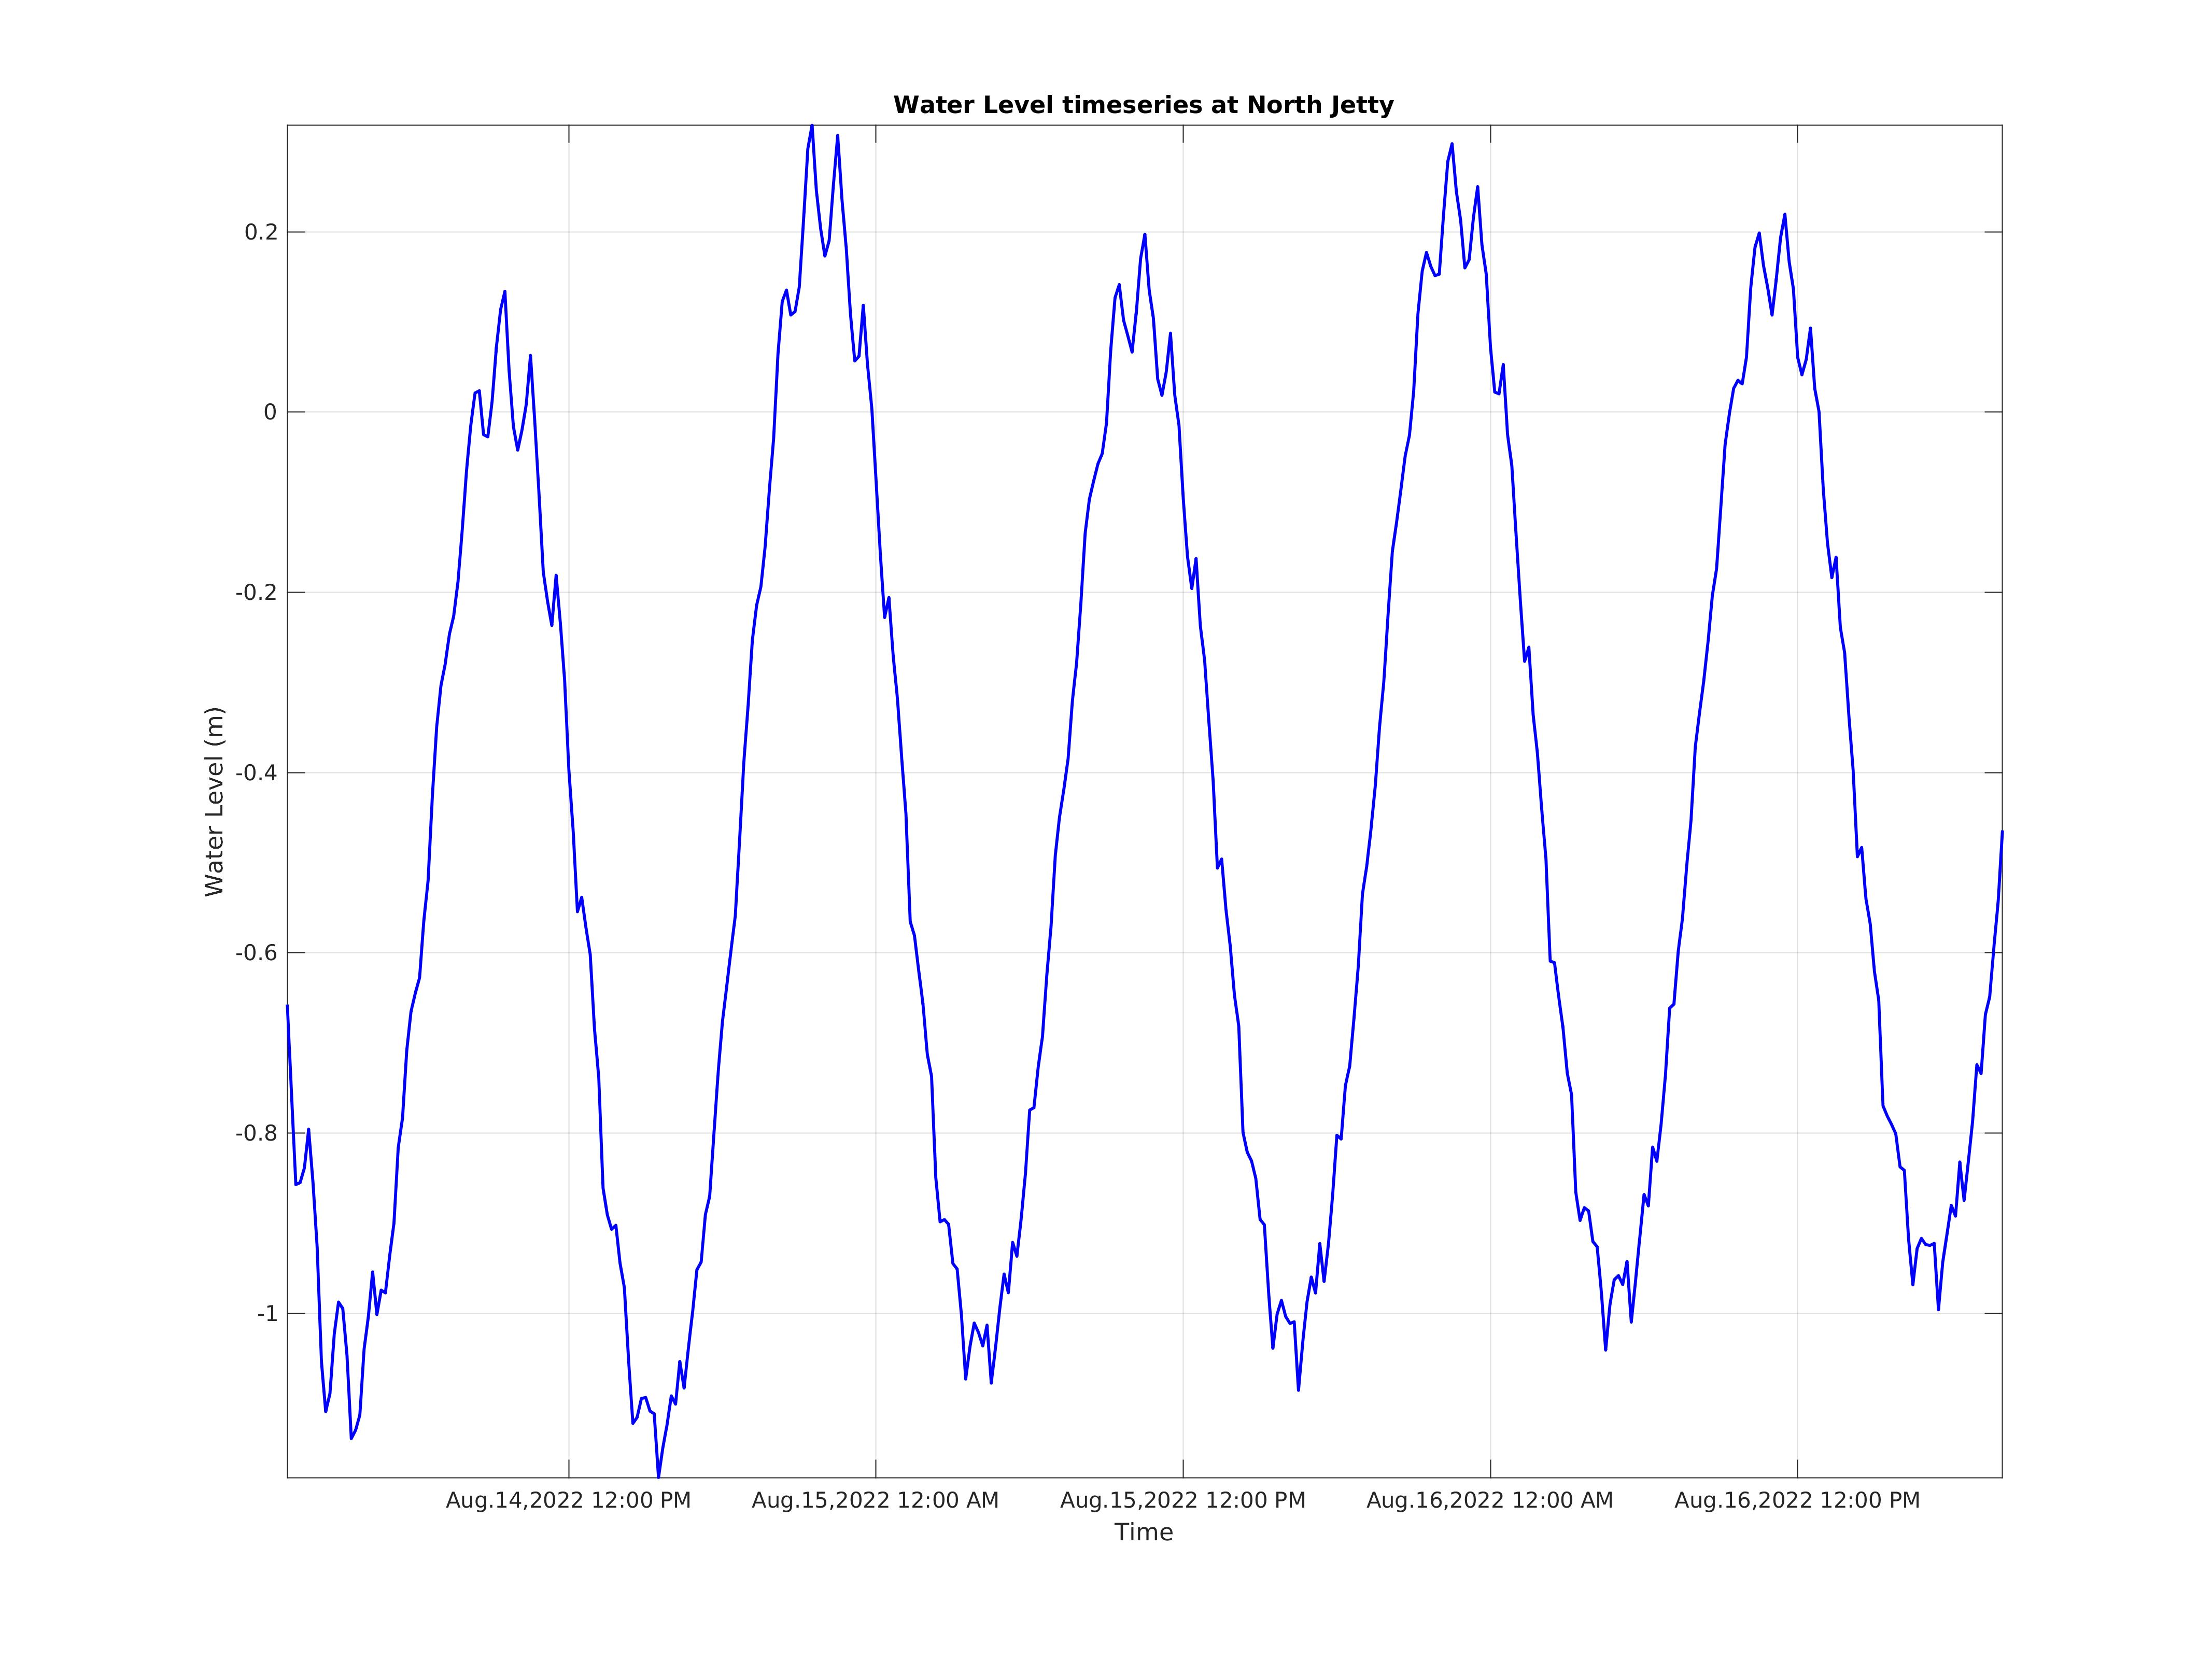 Water Level timeseries at North Jetty
0.2
0
-0.2
-0.4
-0.6
-0.8
-1
Water Level (m)
Aug.14,2022 12:00 PM
Aug.15,2022 12:00 AM
Aug.15,2022 12:00 PM
Aug.16,2022 12:00 AM
Aug.16,2022 12:00 PM
Time